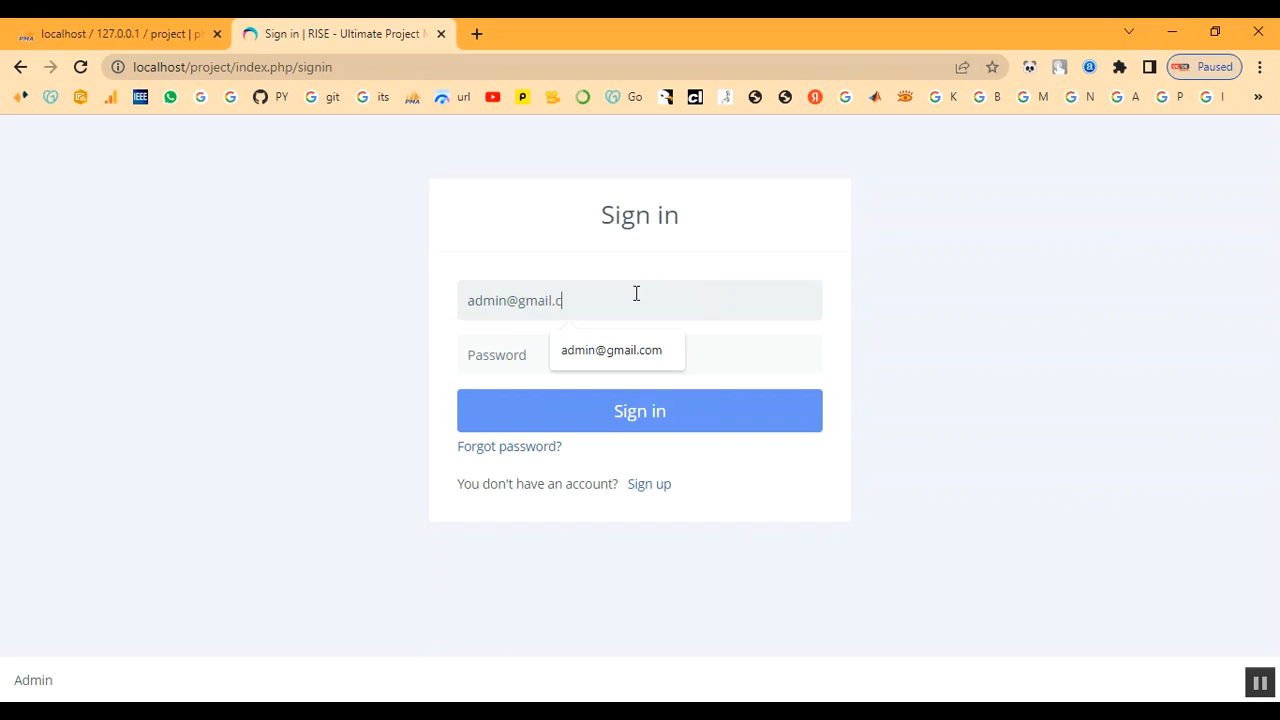 localhost / 127.0.0.1 / project | p
Sign in | RISE - Ultimate Project M
localhost/project/index.php/signin
Paused
IEEE PY git its PMA url Go K B M N A P I »
Sign in
admin@gmail.c
admin@gmail.com
Password
Sign in
Forgot password?
You don't have an account? Sign up
Admin